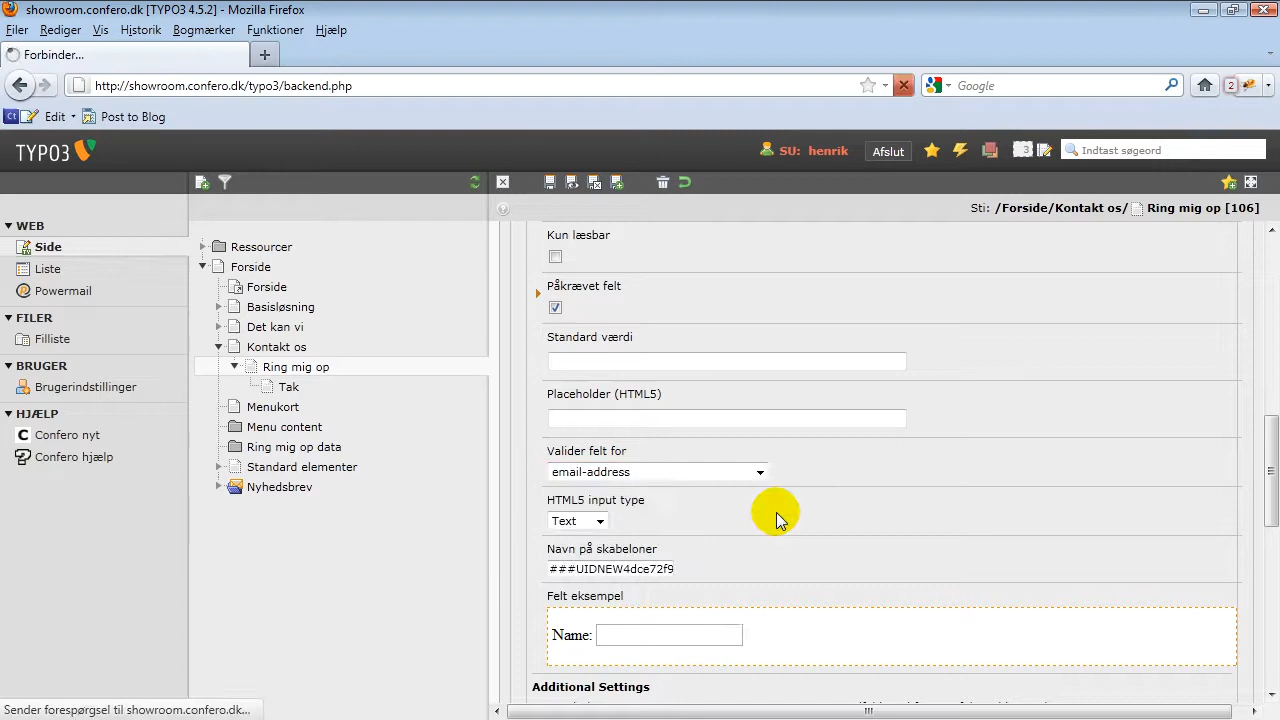 showroom.confero.dk [TYPO3 4.5.2] - Mozilla Firefox
Filer Rediger Vis Historik Bogmærker Funktioner Hjælp
Forbinder...
http://showroom.confero.dk/typo3/backend.php
Google
2
Ct Edit Post to Blog
TYPO3
SU: henrik
Afslut
3
Indtast søgeord
Sti: /Forside/Kontakt os/ Ring mig op [106]
WEB
Side
Liste
Powermail
FILER
Filliste
BRUGER
Brugerindstillinger
HJÆLP
C Confero nyt
Confero hjælp
Ressourcer
Forside
Forside
Basisløsning
Det kan vi
Kontakt os
Ring mig op
Tak
Menukort
Menu content
Ring mig op data
Standard elementer
Nyhedsbrev
Kun læsbar
Påkrævet felt
Standard værdi
Placeholder (HTML5)
Valider felt for
email-address
HTML5 input type
Text
Navn på skabeloner
###UIDNEW4dce72f9
Felt eksempel
Name:
Additional Settings
Sender forespørgsel til showroom.confero.dk...